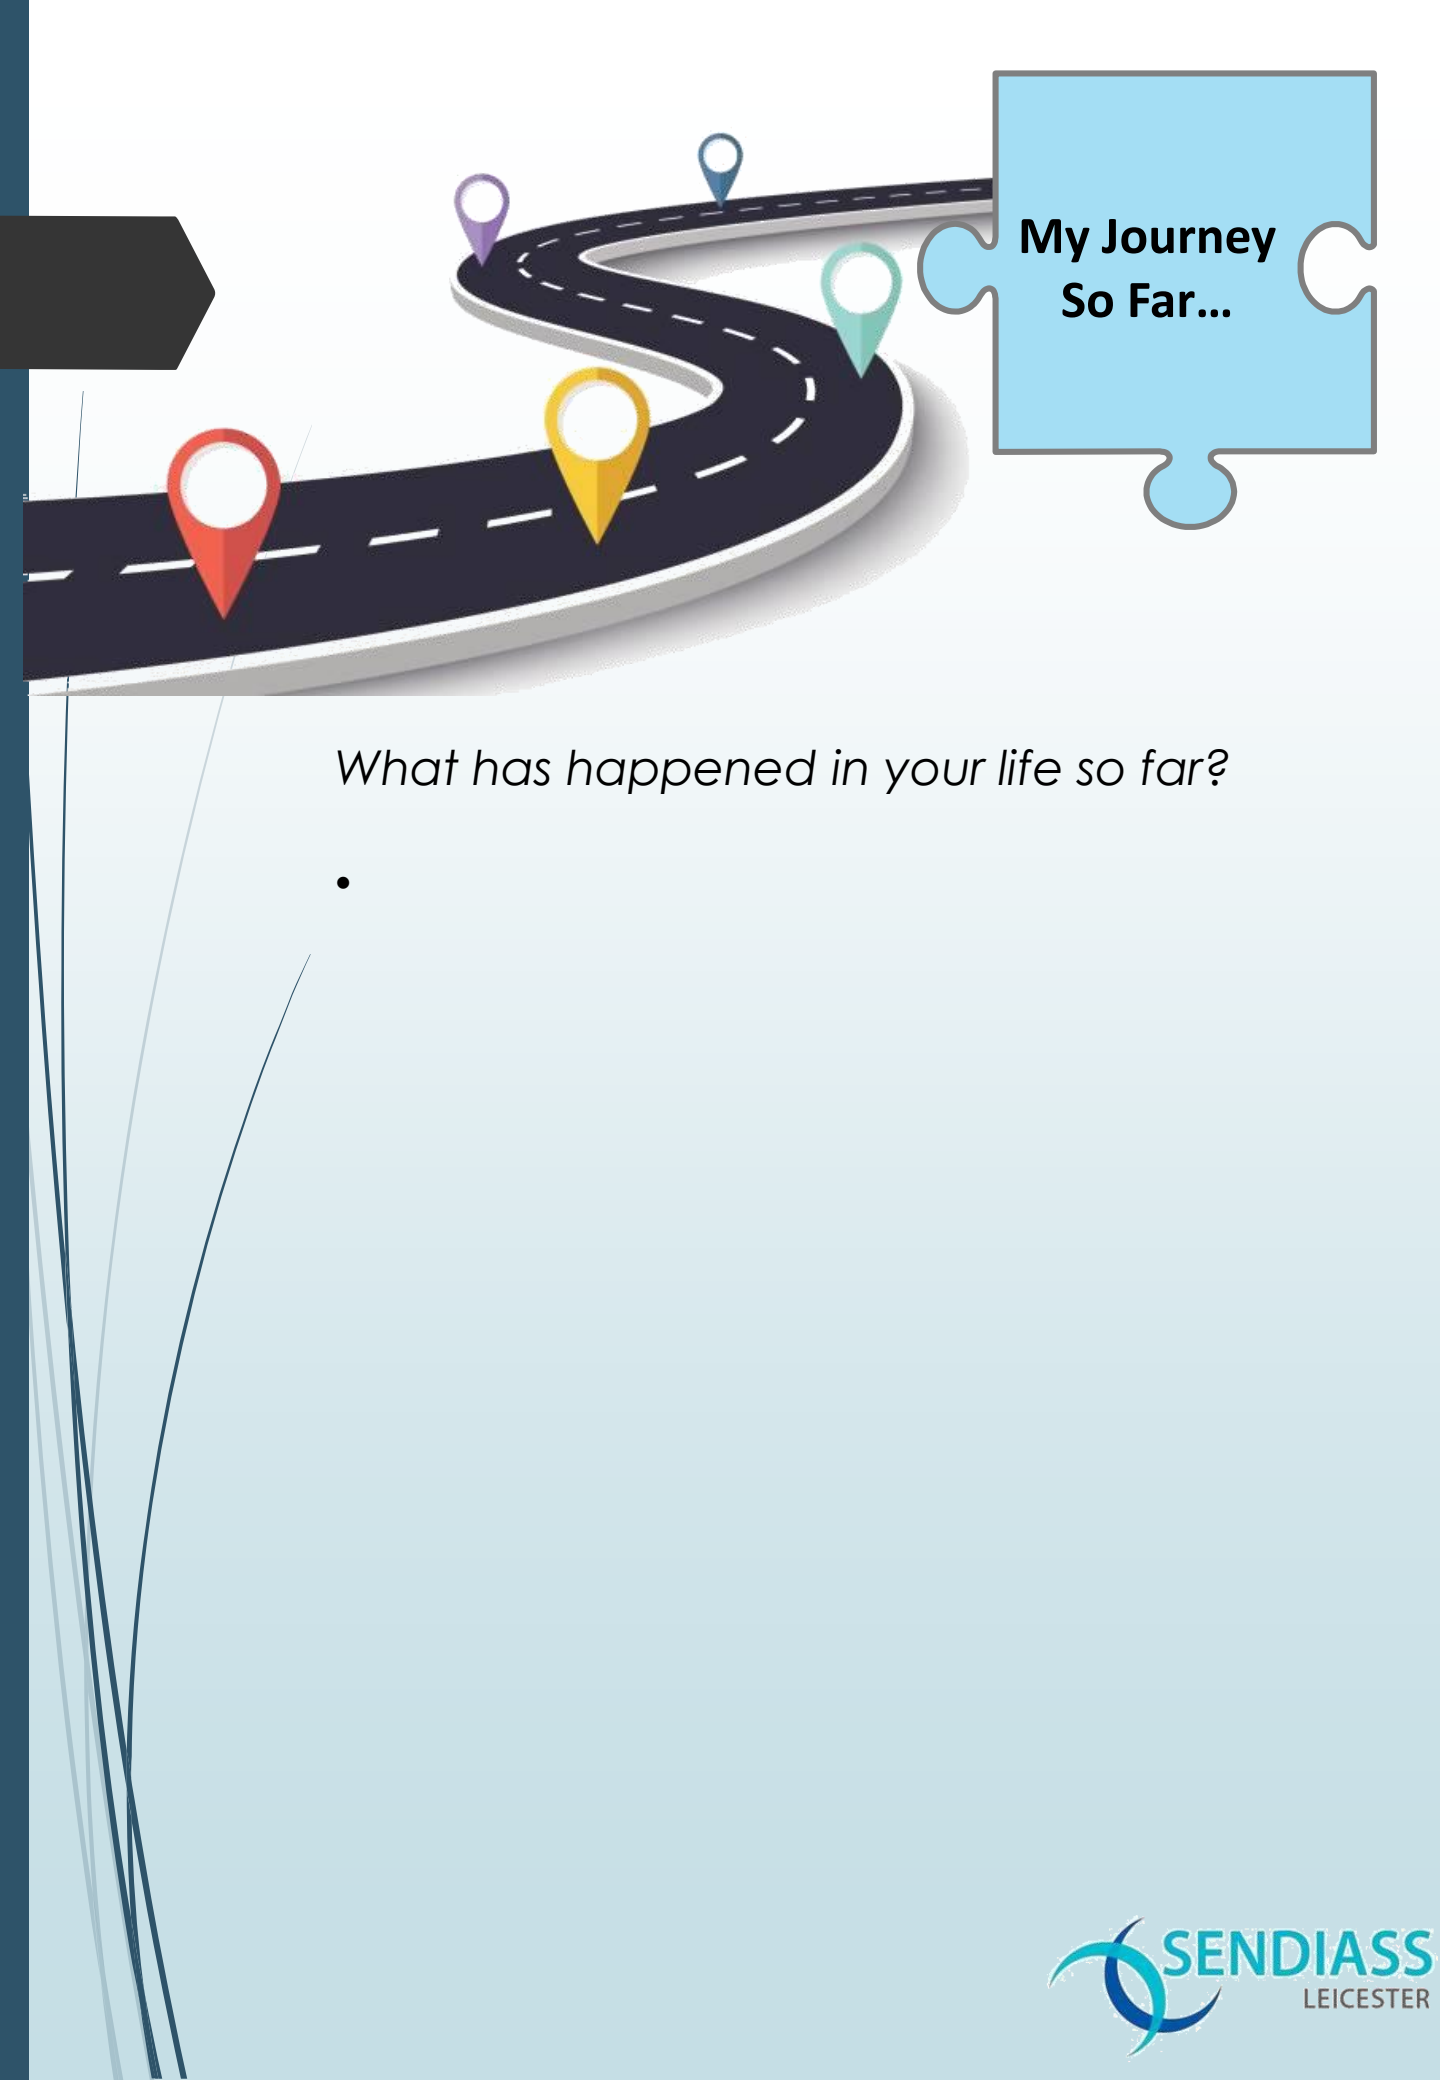 My Journey
So Far...
What has happened in your life so far?
•
SENDIASS
LEICESTER